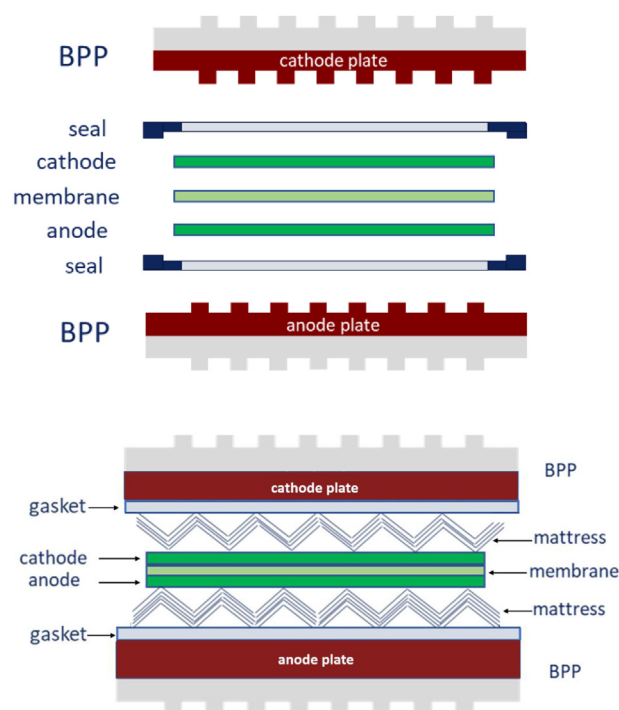 BPP
cathode plate
seal
cathode
membrane
anode
seal
BPP
anode plate
BPP
cathode plate
gasket
mattress
cathode
membrane
anode
mattress
gasket
anode plate
BPP